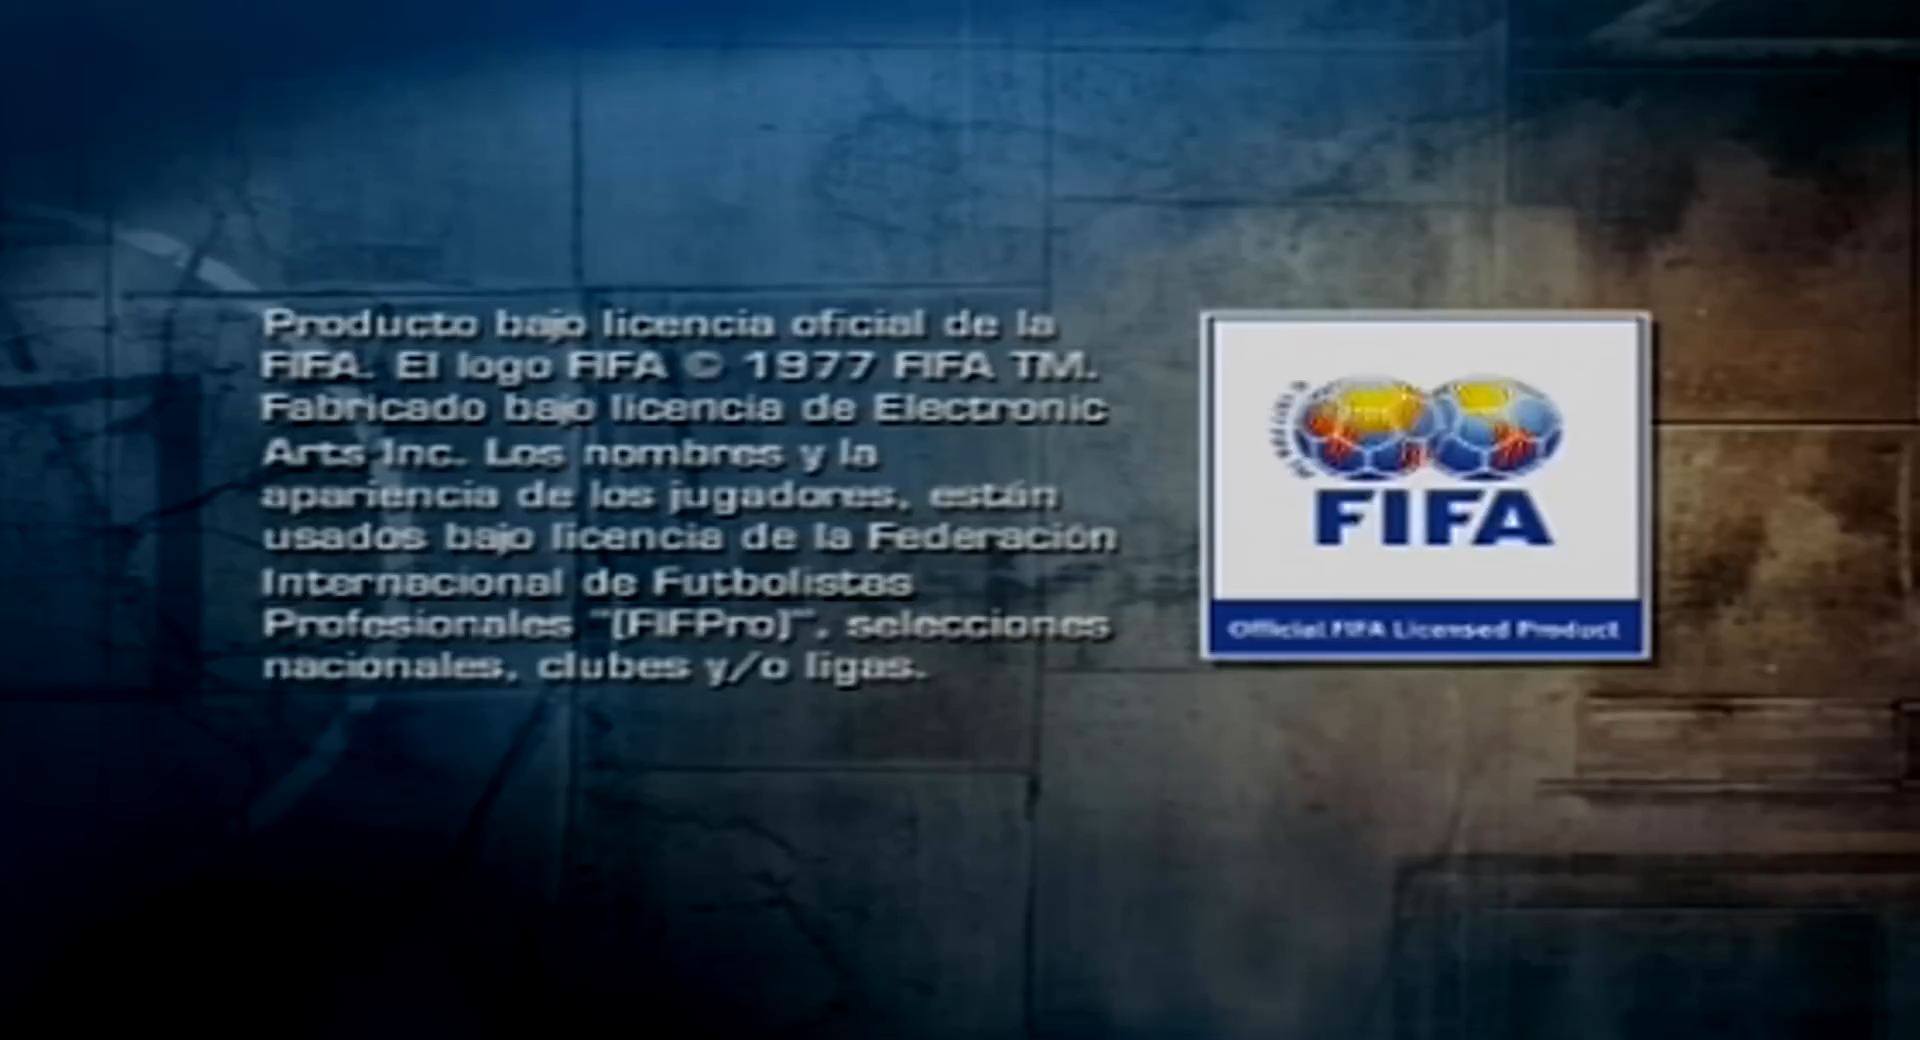 Producto bajo licencia oficial de la
FIFA. El logo FIFA © 1977 FIFA TM.
Fabricado bajo licencia de Electronic
Arts Inc. Los nombres y la
apariencia de los jugadores, están
usados bajo licencia de la Federación
Internacional de Futbolistas
Profesionales "(FIFPro)", selecciones
nacionales, clubes y/o ligas.
FIFA
Official FIFA Licensed Product